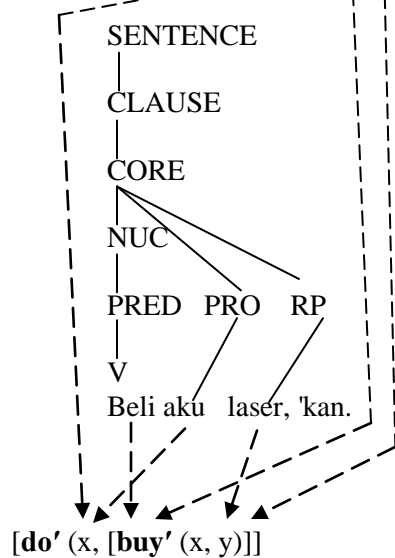 SENTENCE
CLAUSE
CORE
NUC
PRED PRO RP
V
Beli aku laser, 'kan.
[do′ (x, [buy′ (x, y)]]